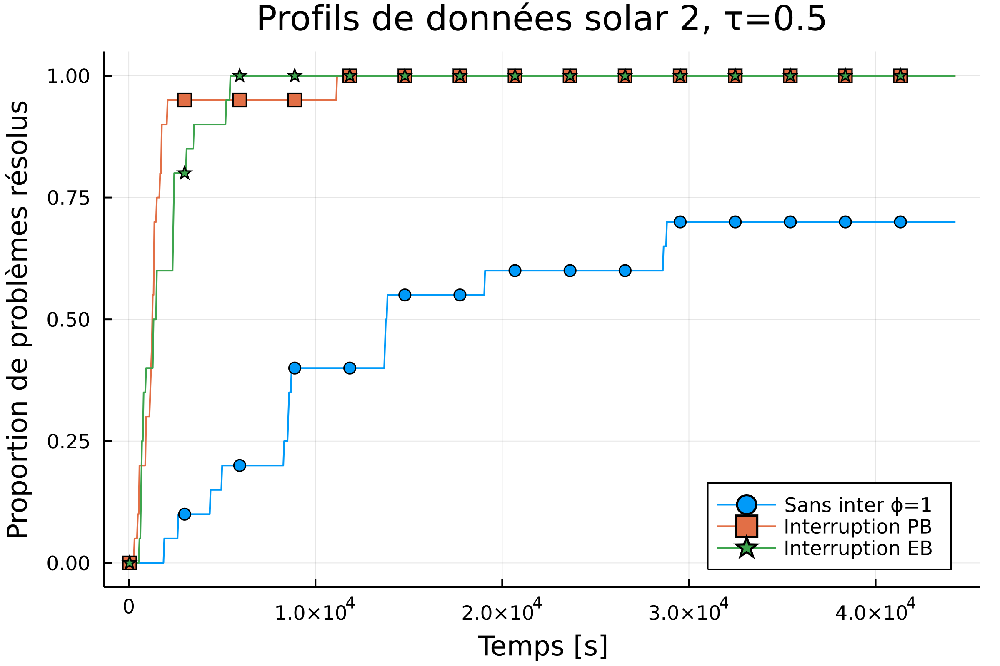 Profils de données solar 2, τ=0.5
Proportion de problèmes résolus
1.00
0.75
0.50
0.25
0.00
Sans inter ϕ=1
Interruption PB
Interruption EB
0 1.0×10⁴ 2.0×10⁴ 3.0×10⁴ 4.0×10⁴
Temps [s]